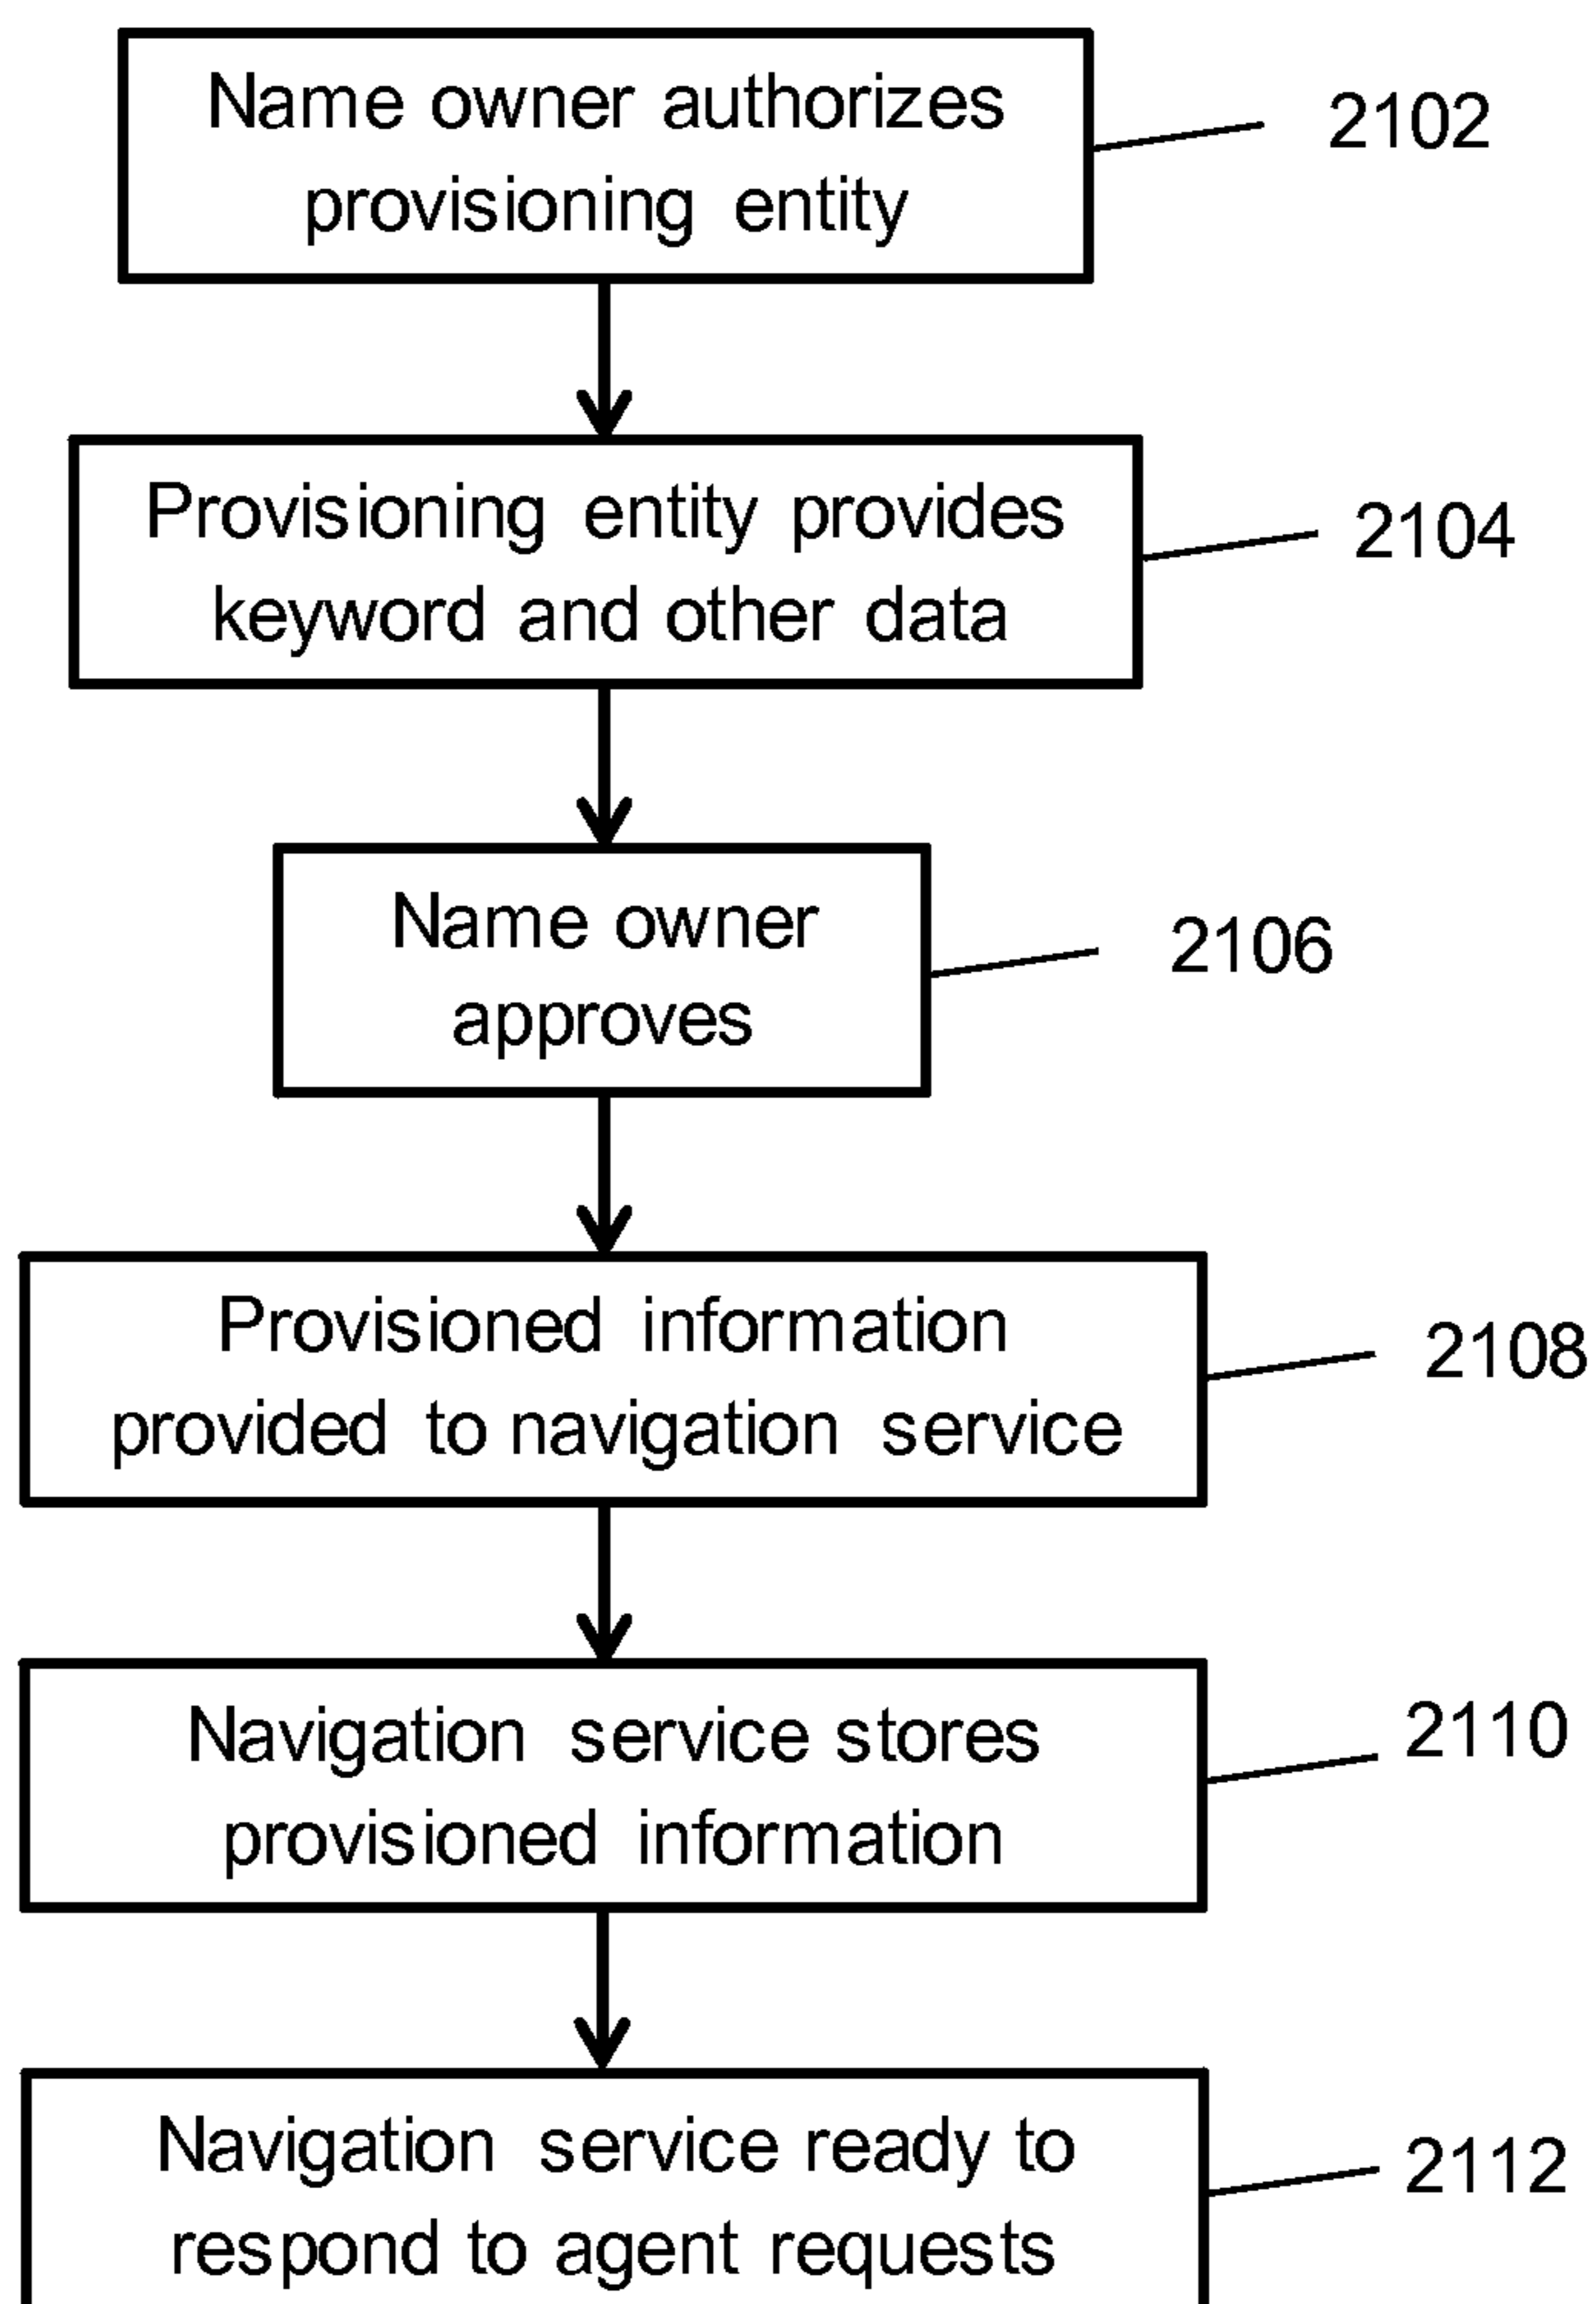 Name owner authorizes
provisioning entity
2102
Provisioning entity provides
keyword and other data
2104
Name owner
approves
2106
Provisioned information
provided to navigation service
2108
Navigation service stores
provisioned information
2110
Navigation service ready to
respond to agent requests
2112